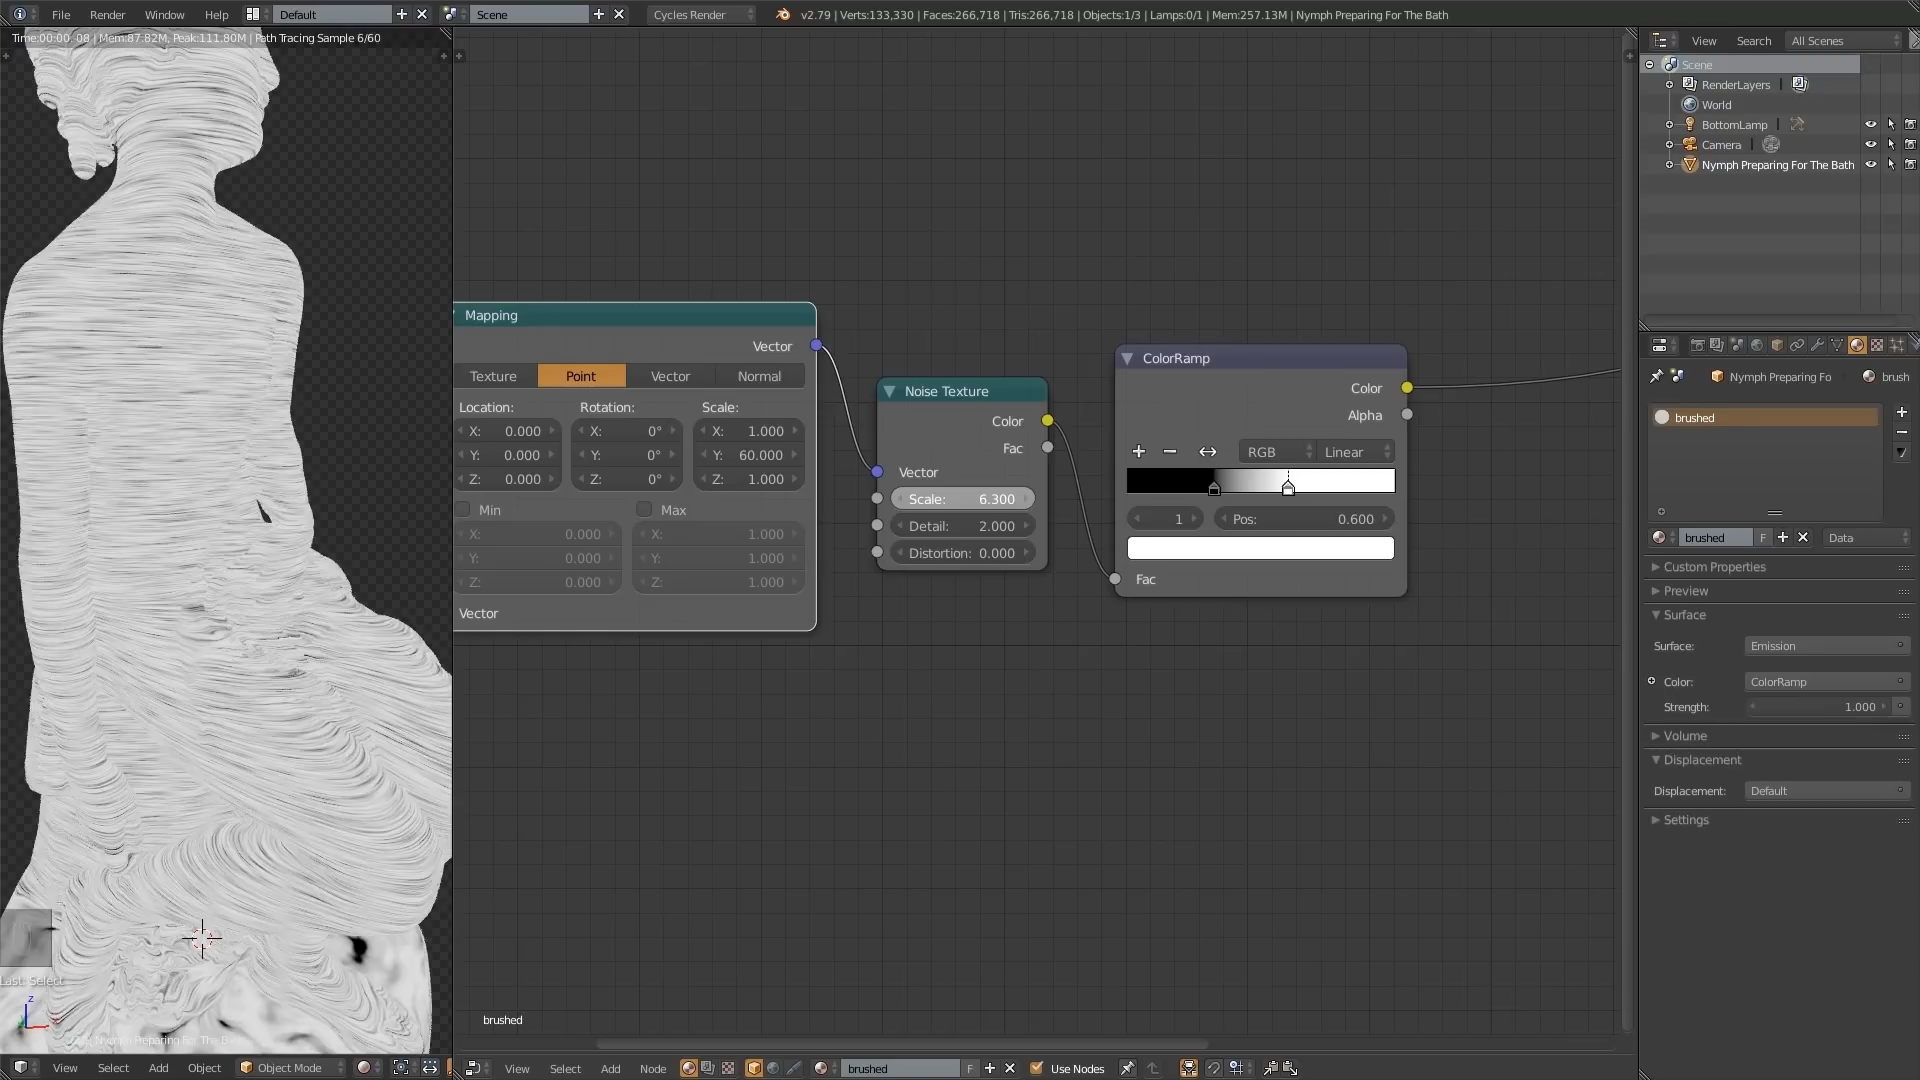 File Render Window Help Default Scene Cycles Render v2.79 | Verts:133,330 | Faces:266,718 | Tris:266,718 | Objects:1/3 | Lamps:0/1 | Mem:257.13M | Nymph Preparing For The Bath
Time:00:00. 08 | Mem:87.82M, Peak:111.80M | Path Tracing Sample 6/60
View Search All Scenes
Scene
RenderLayers
World
BottomLamp
Camera
Nymph Preparing For The Bath
Mapping
Vector
Texture Point Vector Normal
Location: Rotation: Scale:
X: 0.000 X: 0° X: 1.000
Y: 0.000 Y: 0° Y: 60.000
Z: 0.000 Z: 0° Z: 1.000
Min Max
X: 0.000 X: 1.000
Y: 0.000 Y: 1.000
Z: 0.000 Z: 1.000
Vector
Noise Texture
Color
Fac
Vector
Scale: 6.300
Detail: 2.000
Distortion: 0.000
ColorRamp
Color
Alpha
RGB Linear
1 Pos: 0.600
Fac
Nymph Preparing Fo brush
brushed
brushed F Data
Custom Properties
Preview
Surface
Surface: Emission
Color: ColorRamp
Strength: 1.000
Volume
Displacement
Displacement: Default
Settings
Last: Select
z
Nymph Preparing For The
brushed
View Select Add Object Object Mode View Select Add Node brushed F Use Nodes